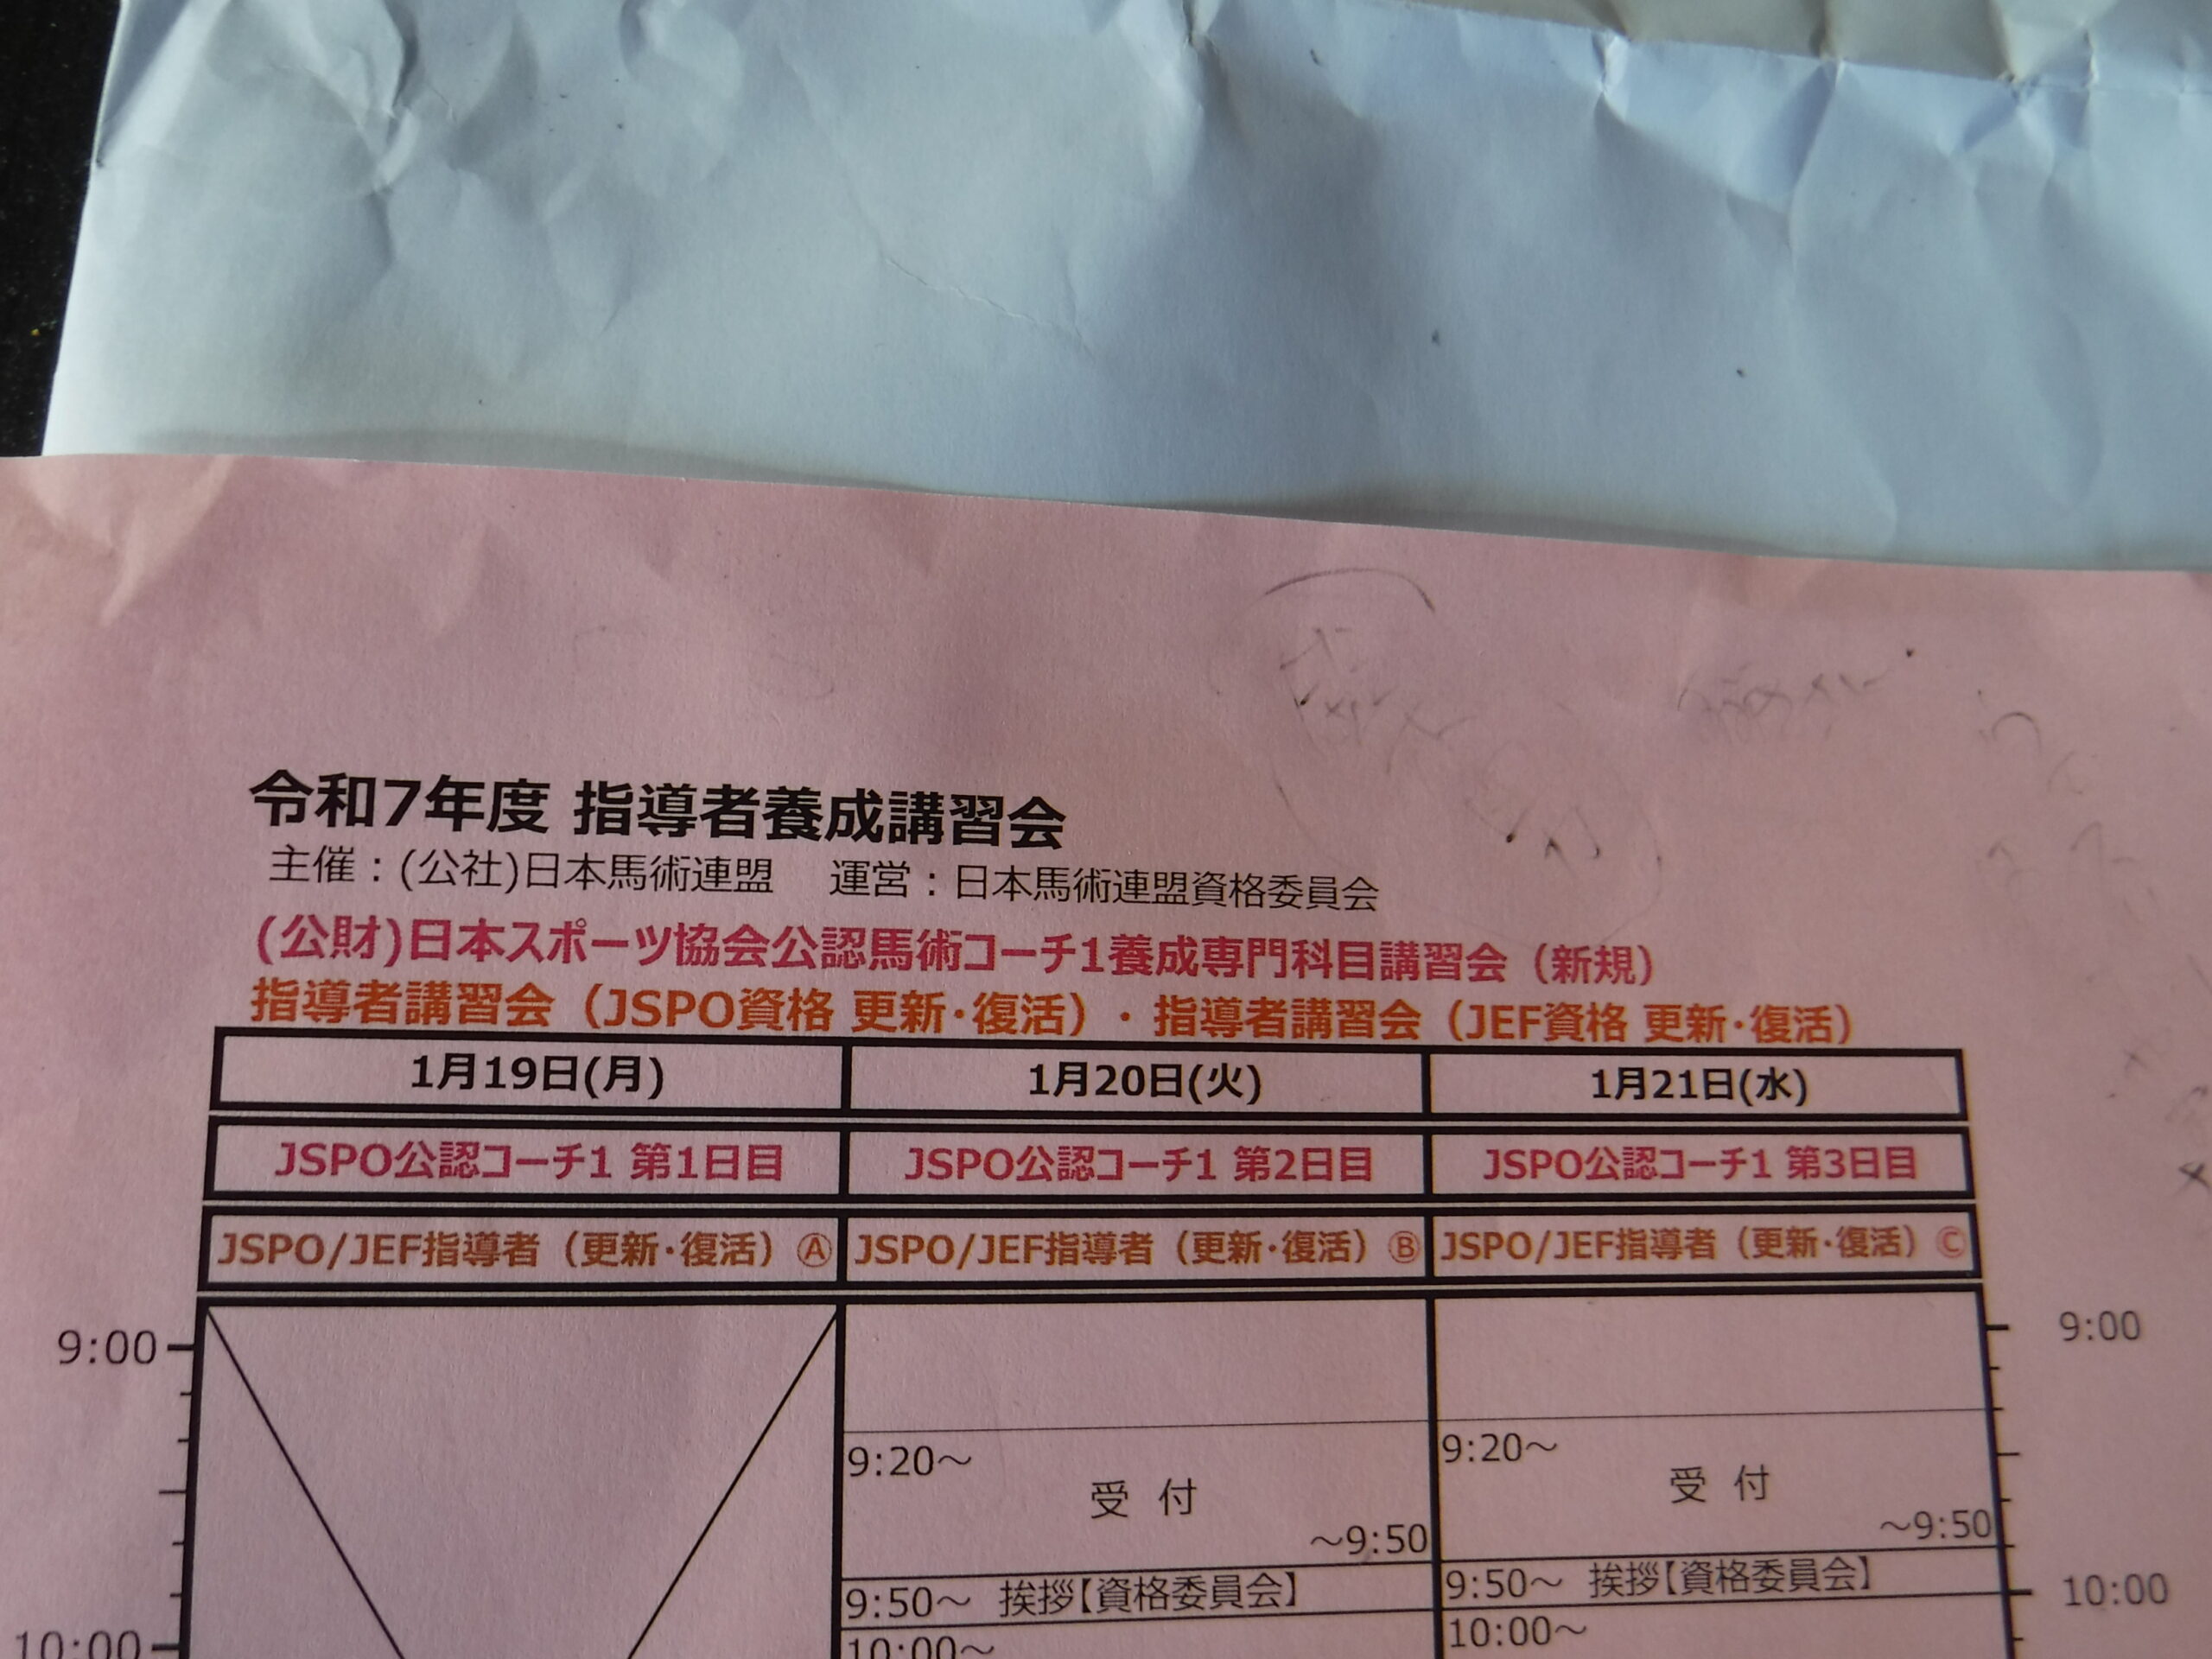 令和7年度 指導者養成講習会
主催：(公社)日本馬術連盟　運営：日本馬術連盟資格委員会
(公財)日本スポーツ協会公認馬術コーチ1養成専門科目講習会（新規）
指導者講習会（JSPO資格 更新・復活）・指導者講習会（JEF資格 更新・復活）
1月19日(月) 1月20日(火) 1月21日(水)
JSPO公認コーチ1 第1日目 JSPO公認コーチ1 第2日目 JSPO公認コーチ1 第3日目
JSPO/JEF指導者（更新・復活）Ⓐ JSPO/JEF指導者（更新・復活）Ⓑ JSPO/JEF指導者（更新・復活）Ⓒ
9:00 9:00
9:20～ 9:20～
受 付 受 付
～9:50 ～9:50
9:50～ 挨拶【資格委員会】 9:50～ 挨拶【資格委員会】 10:00
10:00 10:00～ 10:00～